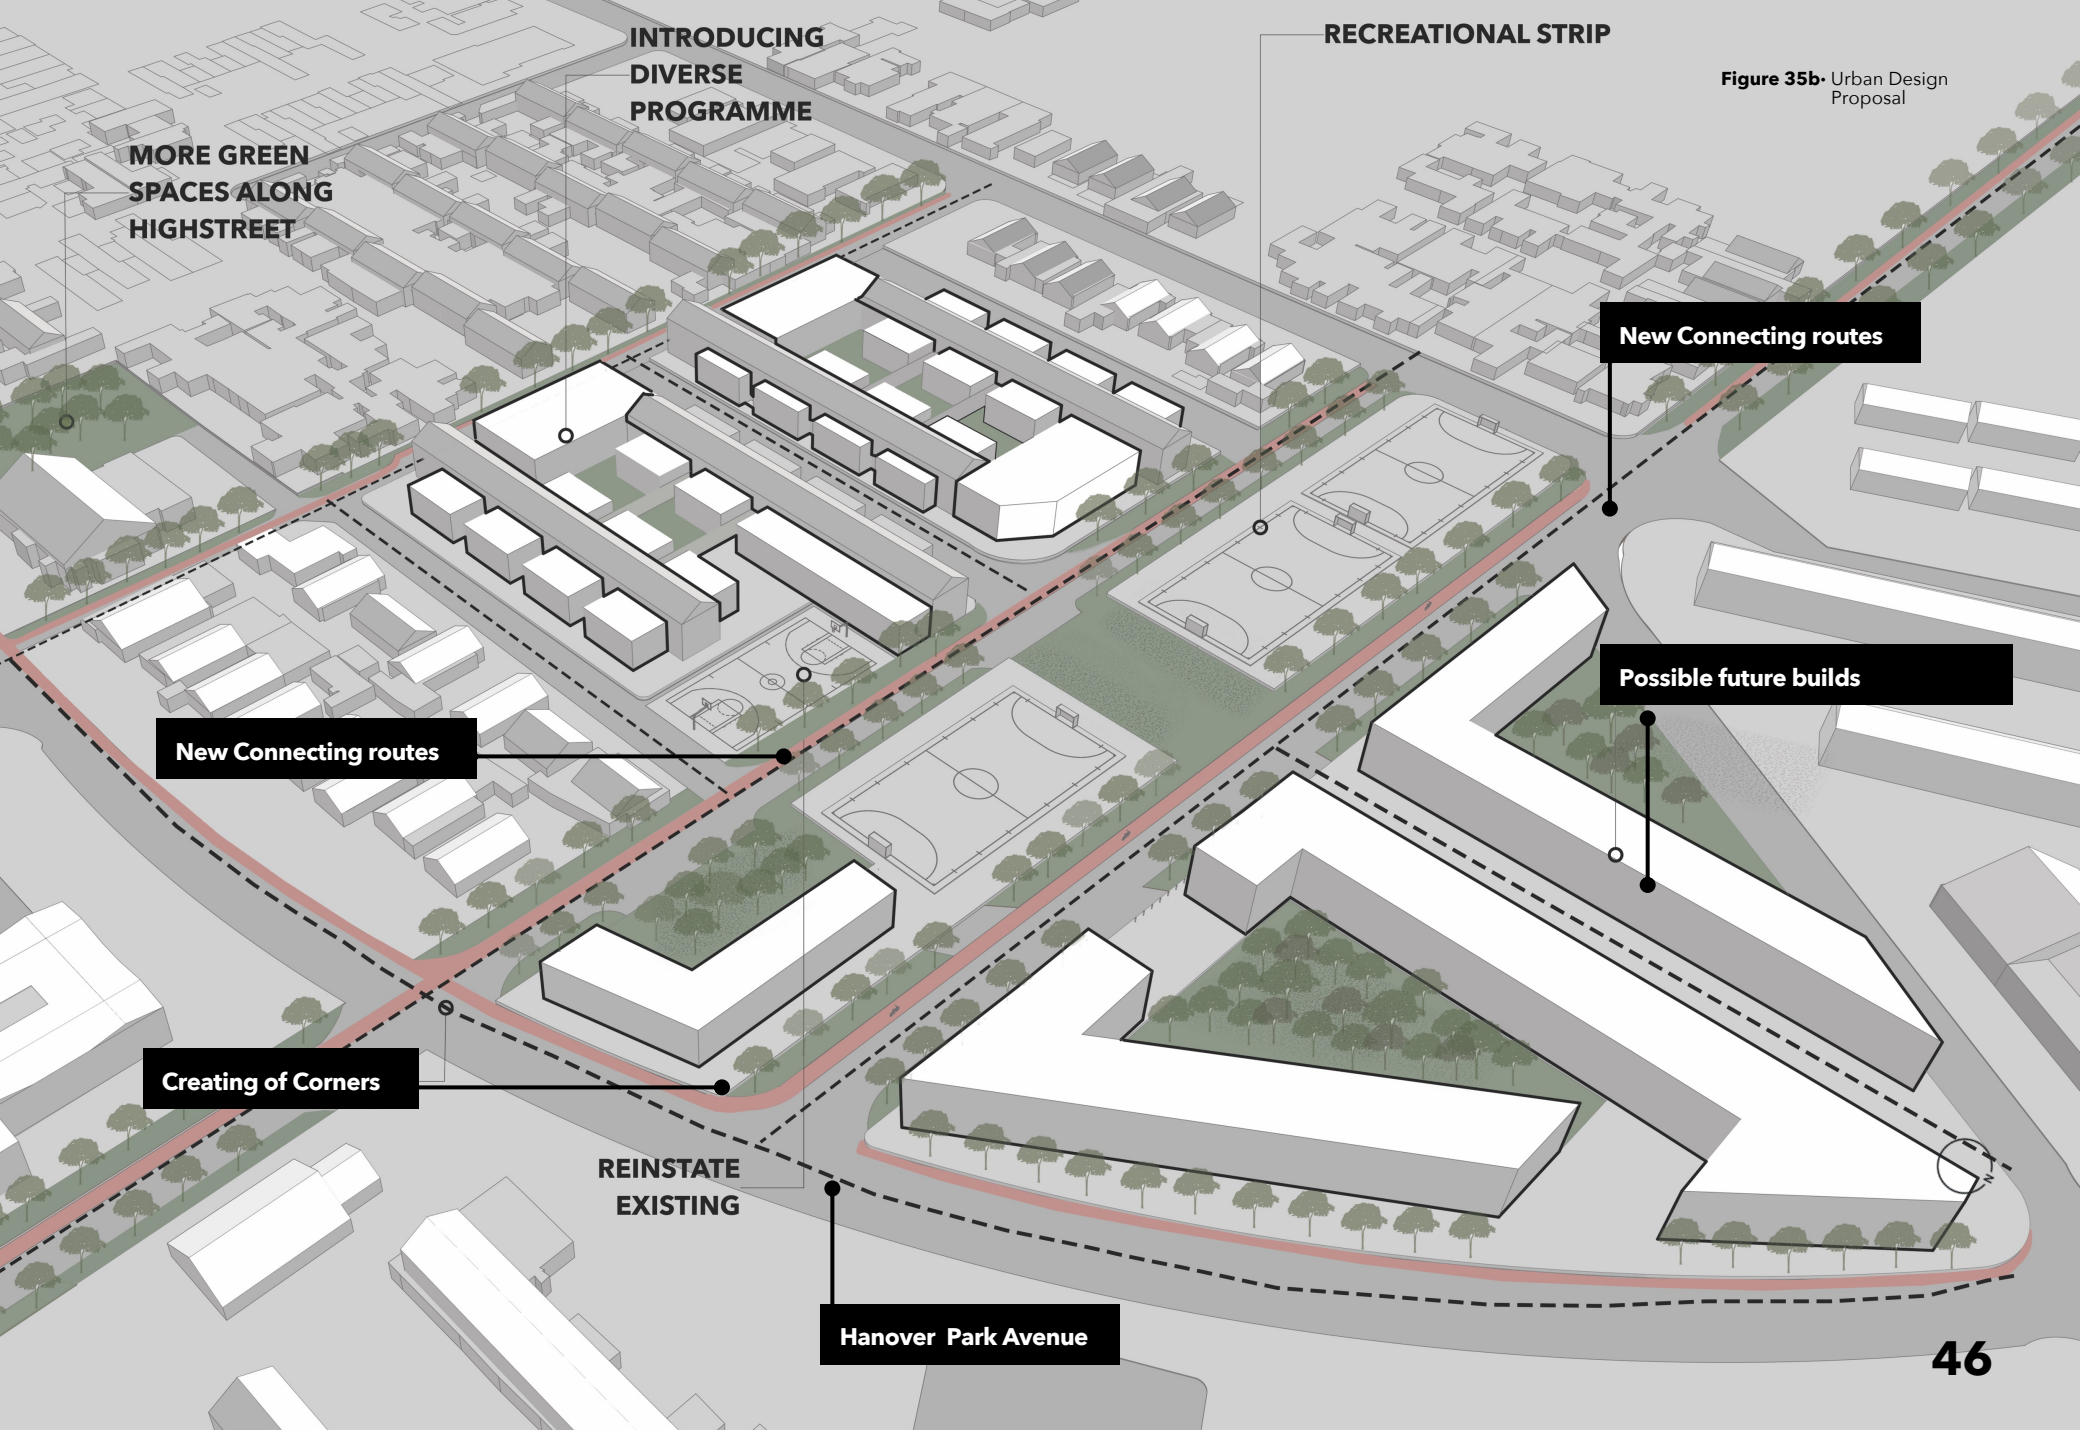 INTRODUCING
DIVERSE
PROGRAMME
RECREATIONAL STRIP
Figure 35b• Urban Design
Proposal
MORE GREEN
SPACES ALONG
HIGHSTREET
New Connecting routes
Possible future builds
New Connecting routes
Creating of Corners
REINSTATE
EXISTING
N
Hanover Park Avenue
46